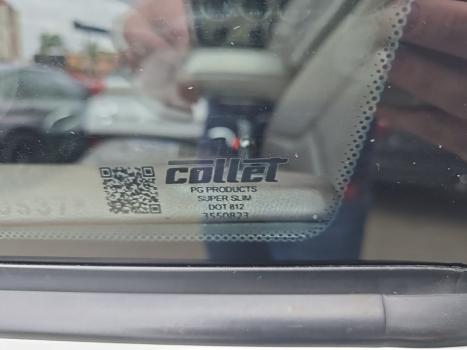 collet
PG PRODUCTS
SUPER SLIM
DOT 812
3550823